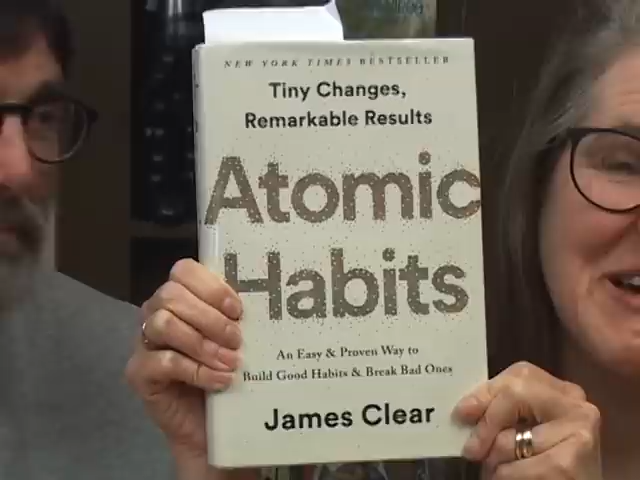 NEW YORK TIMES BESTSELLER
Tiny Changes,
Remarkable Results
Atomic
Habits
An Easy & Proven Way to
Build Good Habits & Break Bad Ones
James Clear